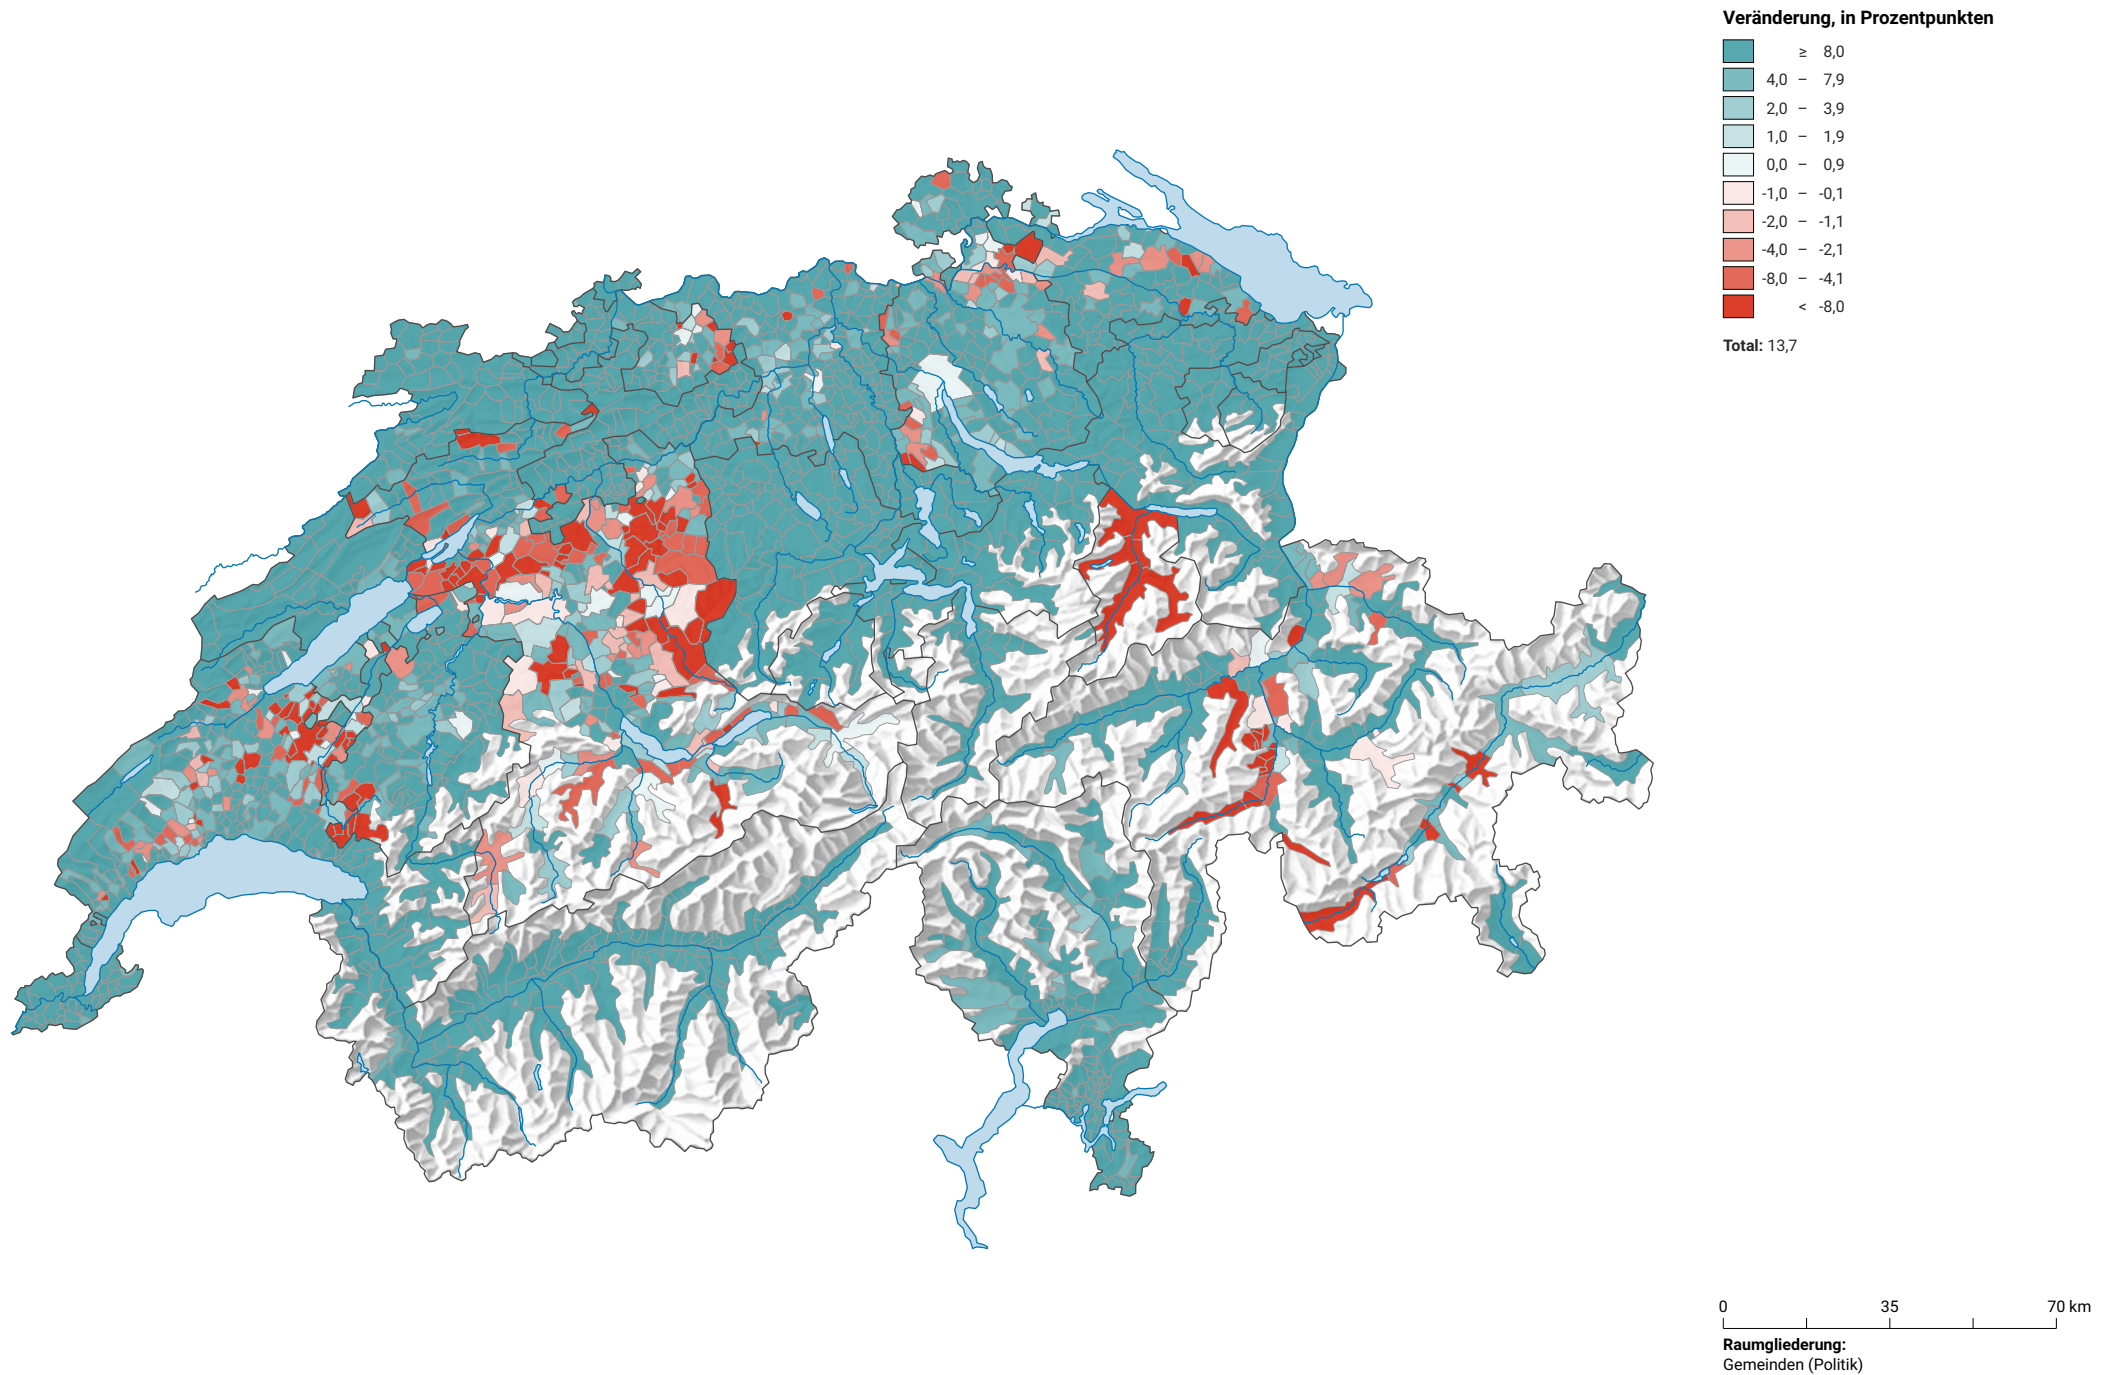 Veränderung, in Prozentpunkten
≥ 8,0
4,0 – 7,9
2,0 – 3,9
1,0 – 1,9
0,0 – 0,9
-1,0 – -0,1
-2,0 – -1,1
-4,0 – -2,1
-8,0 – -4,1
< -8,0
Total: 13,7
0 35 70 km
Raumgliederung:
Gemeinden (Politik)